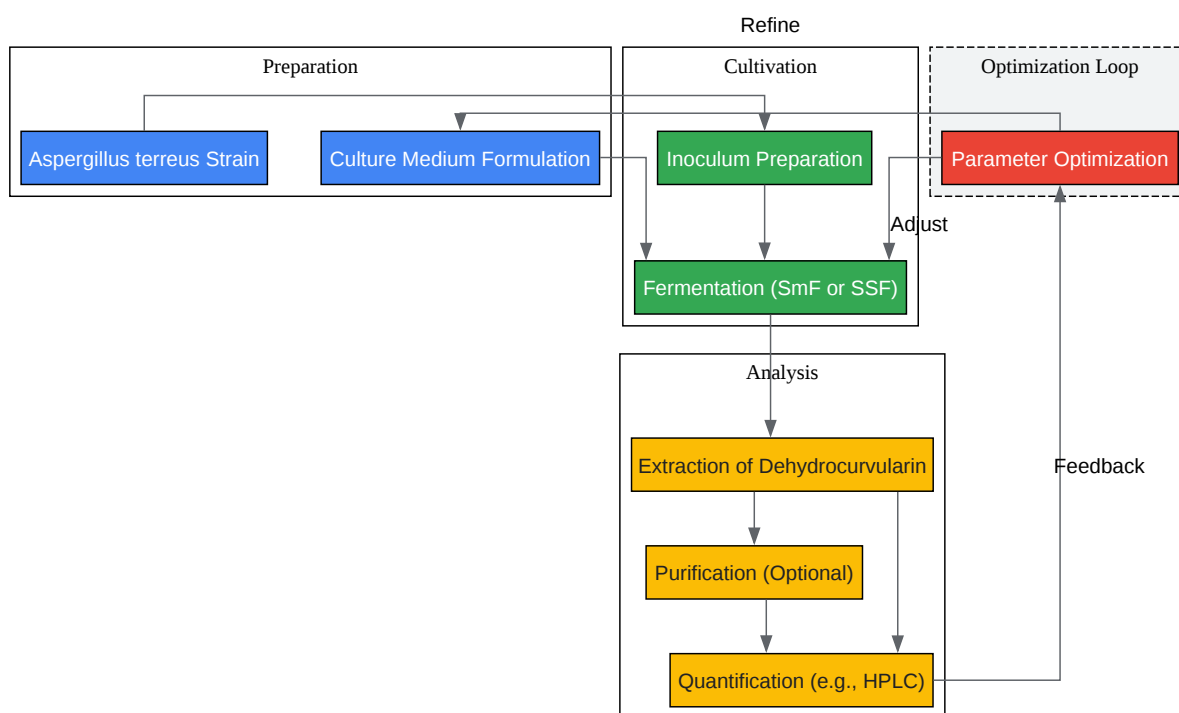 Refine
Preparation
Cultivation
Optimization Loop
Aspergillus terreus Strain
Culture Medium Formulation
Inoculum Preparation
Parameter Optimization
Adjust
Fermentation (SmF or SSF)
Analysis
Extraction of Dehydrocurvularin
Feedback
Purification (Optional)
Quantification (e.g., HPLC)